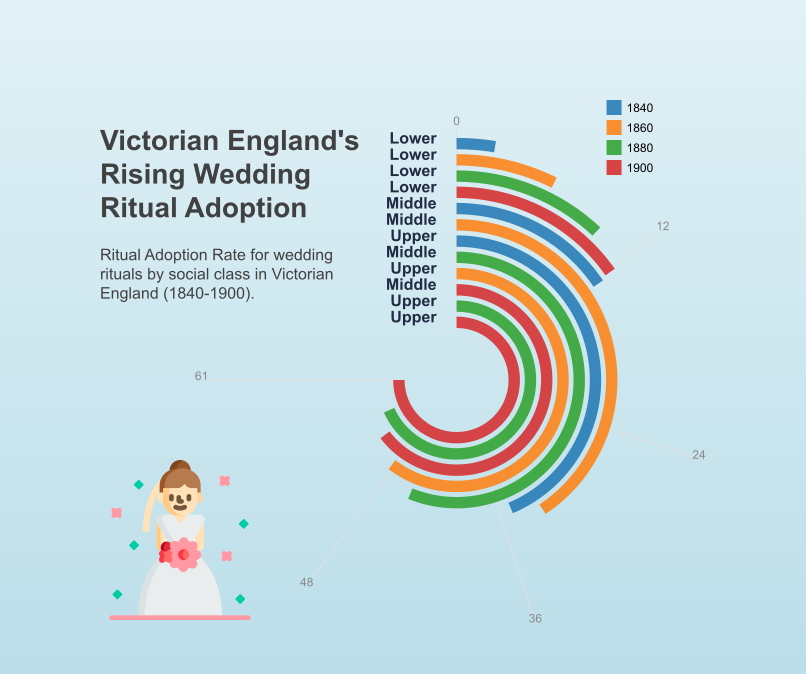 Victorian England's
Rising Wedding
Ritual Adoption
Ritual Adoption Rate for wedding
rituals by social class in Victorian
England (1840-1900).
Lower
Lower
Lower
Lower
Middle
Middle
Upper
Middle
Upper
Middle
Upper
Upper
0
12
24
36
48
61
1840
1860
1880
1900